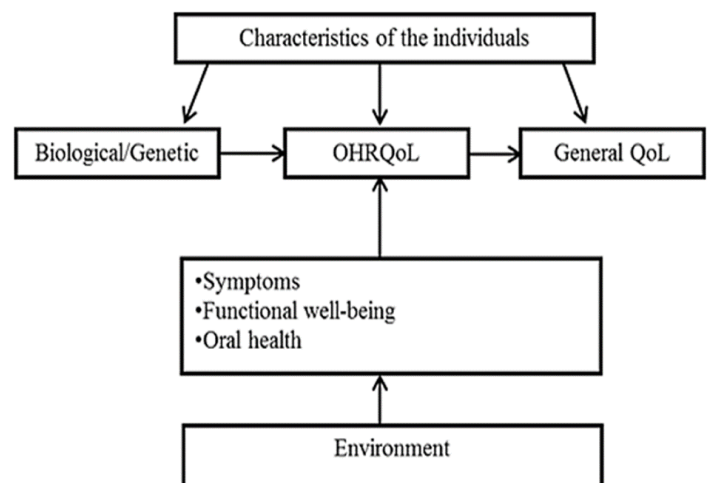 Characteristics of the individuals
Biological/Genetic
OHRQoL
General QoL
•Symptoms
•Functional well-being
•Oral health
Environment